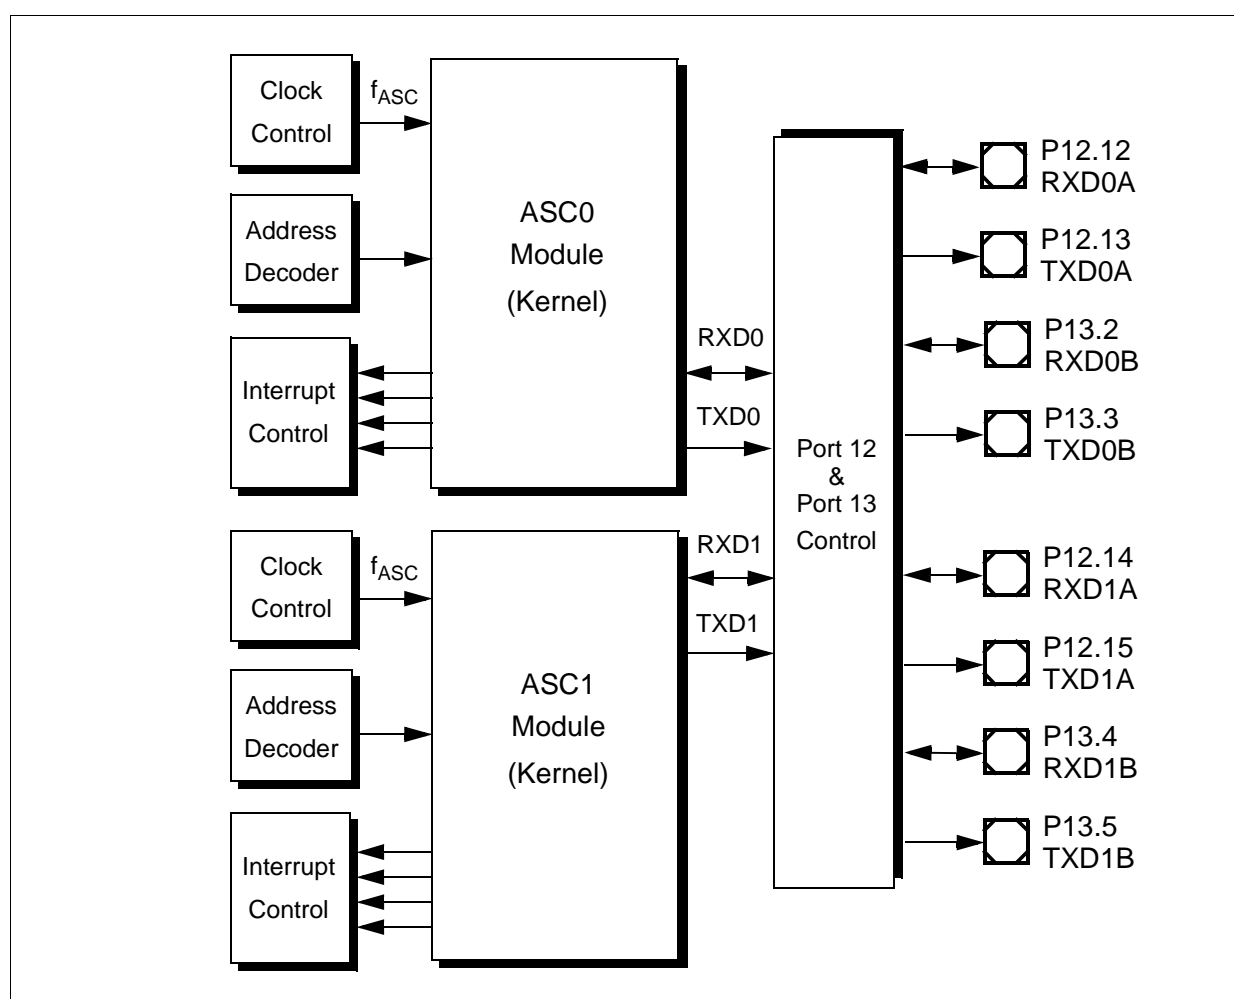 Clock
Control
fASC
Address
Decoder
Interrupt
Control
ASC0
Module
(Kernel)
RXD0
TXD0
Clock
Control
fASC
Address
Decoder
Interrupt
Control
ASC1
Module
(Kernel)
RXD1
TXD1
Port 12
&
Port 13
Control
P12.12
RXD0A
P12.13
TXD0A
P13.2
RXD0B
P13.3
TXD0B
P12.14
RXD1A
P12.15
TXD1A
P13.4
RXD1B
P13.5
TXD1B